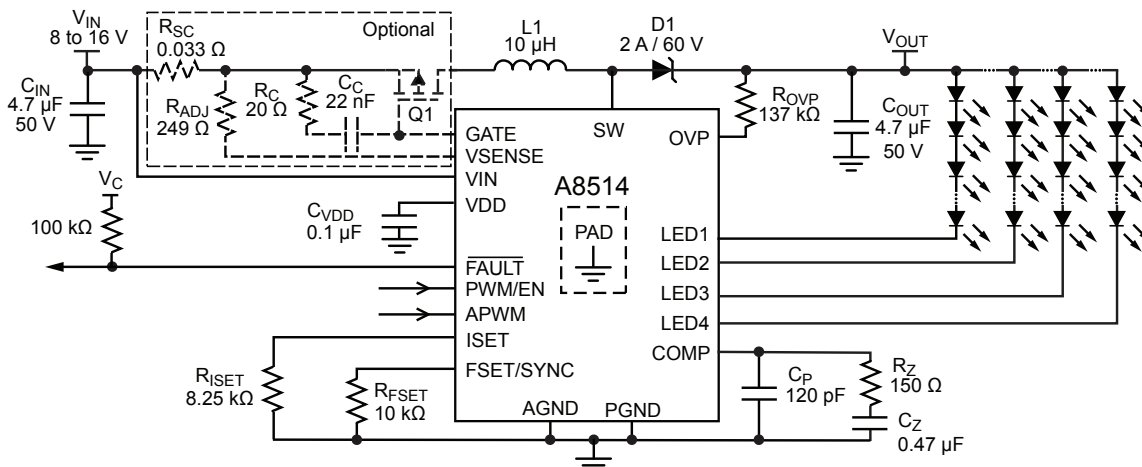 VIN
8 to 16 V
CIN
4.7 µF
50 V
RSC
0.033 Ω
RADJ
249 Ω
RC
20 Ω
CC
22 nF
Optional
Q1
L1
10 µH
D1
2 A / 60 V
VOUT
ROVP
137 kΩ
COUT
4.7 µF
50 V
VC
100 kΩ
CVDD
0.1 µF
GATE
VSENSE
VIN
VDD
FAULT
PWM/EN
APWM
ISET
FSET/SYNC
SW
OVP
A8514
PAD
LED1
LED2
LED3
LED4
COMP
AGND
PGND
RISET
8.25 kΩ
RFSET
10 kΩ
CP
120 pF
RZ
150 Ω
CZ
0.47 µF